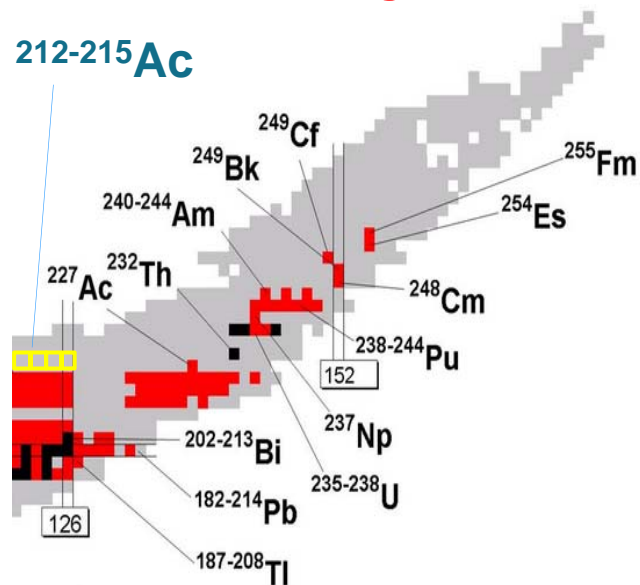 212-215Ac
249Cf
249Bk
255Fm
240-244Am
254Es
232Th
227Ac
248Cm
238-244Pu
152
237Np
202-213Bi
235-238U
182-214Pb
126
187-208Tl